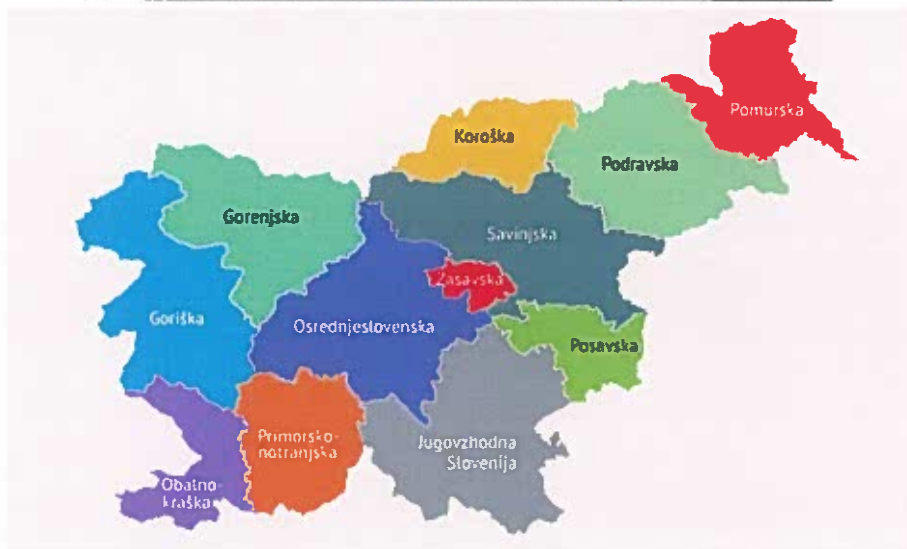 Pomurska
Koroška
Podravska
Gorenjska
Savinjska
Zasavska
Goriška
Osrednjeslovenska
Posavska
Primorsko-
notranjska
Jugovzhodna
Slovenija
Obalno-
kraška